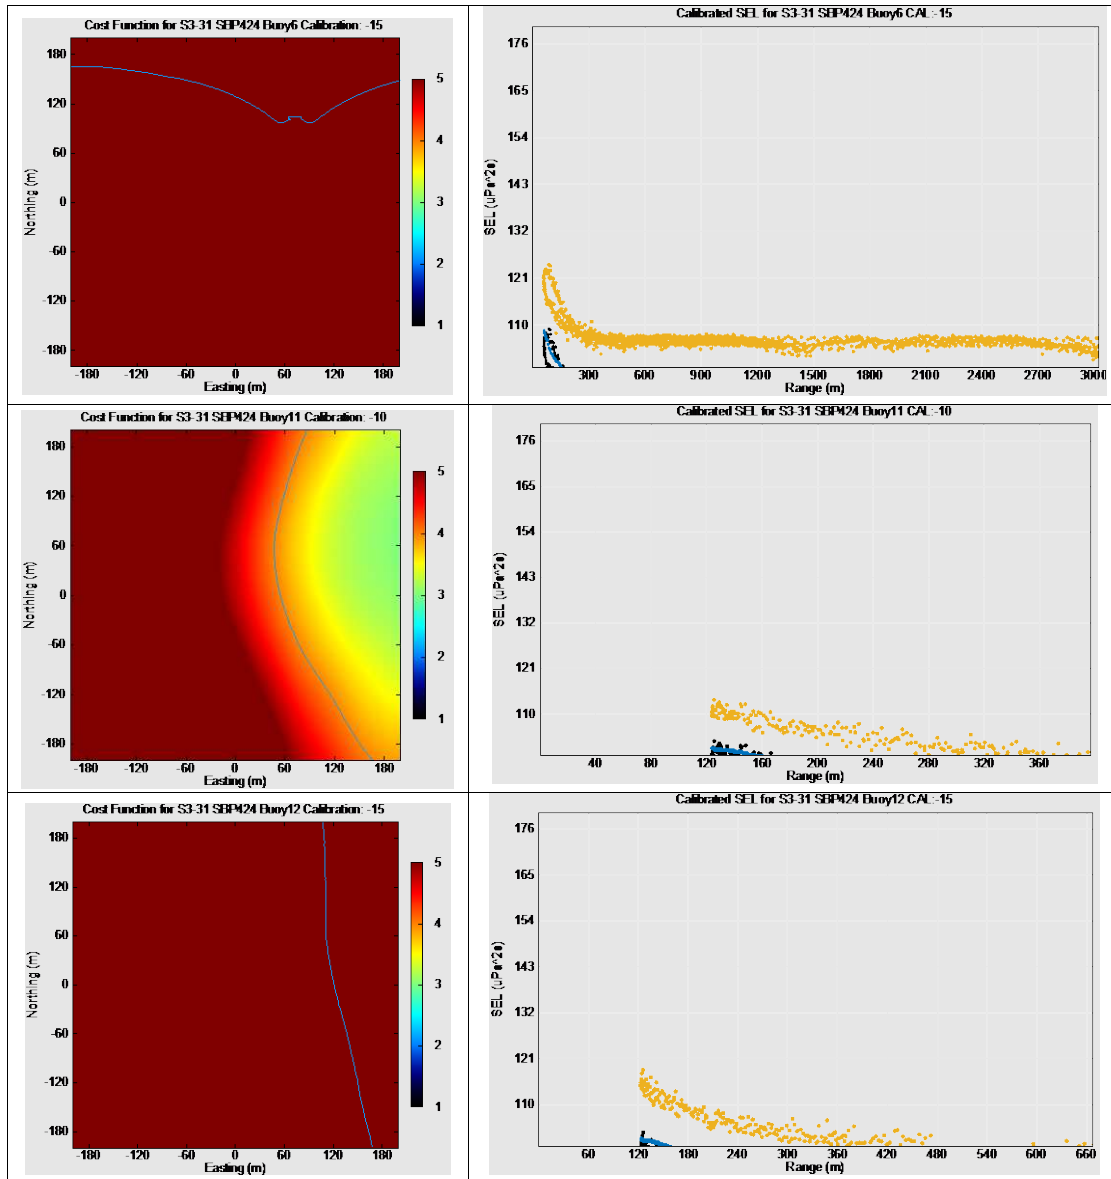 Cost Function for S3-31 SBP424 Buoy6 Calibration: -15
180
120
60
0
-60
-120
-180
Northing (m)
-180 -120 -60 0 60 120 180
Easting (m)
5
4
3
2
1
Calibrated SEL for S3-31 SBP424 Buoy6 CAL:-15
176
165
154
143
132
121
110
SEL (uPa^2s)
300 600 900 1200 1500 1800 2100 2400 2700 3000
Range (m)
Cost Function for S3-31 SBP424 Buoy11 Calibration: -10
180
120
60
0
-60
-120
-180
Northing (m)
-180 -120 -60 0 60 120 180
Easting (m)
5
4
3
2
1
Calibrated SEL for S3-31 SBP424 Buoy11 CAL:-10
176
165
154
143
132
121
110
SEL (uPa^2s)
40 80 120 160 200 240 280 320 360
Range (m)
Cost Function for S3-31 SBP424 Buoy12 Calibration: -15
180
120
60
0
-60
-120
-180
Northing (m)
-180 -120 -60 0 60 120 180
Easting (m)
5
4
3
2
1
Calibrated SEL for S3-31 SBP424 Buoy12 CAL:-15
176
165
154
143
132
121
110
SEL (uPa^2s)
60 120 180 240 300 360 420 480 540 600 660
Range (m)